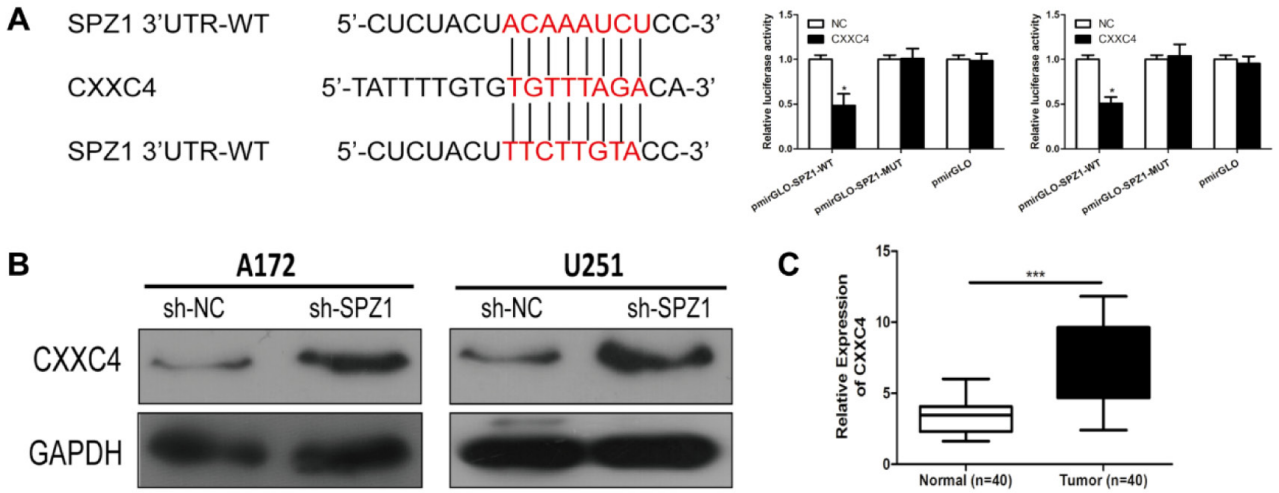 A
SPZ1 3’UTR-WT 5’-CUCUACUACAAAUCUCC-3’
CXXC4 5’-TATTTTGTGTGTTTAGACA-3’
SPZ1 3’UTR-WT 5’-CUCUACUTTCTTGTACC-3’
Relative luciferase activity
1.5
1.0
0.5
0.0
NC
CXXC4
*
pmirGLO-SPZ1-WT
pmirGLO-SPZ1-MUT
pmirGLO
Relative luciferase activity
1.5
1.0
0.5
0.0
NC
CXXC4
*
pmirGLO-SPZ1-WT
pmirGLO-SPZ1-MUT
pmirGLO
B
A172 U251
sh-NC sh-SPZ1 sh-NC sh-SPZ1
CXXC4
GAPDH
C
Relative Expression
of CXXC4
15
10
5
0
***
Normal (n=40) Tumor (n=40)